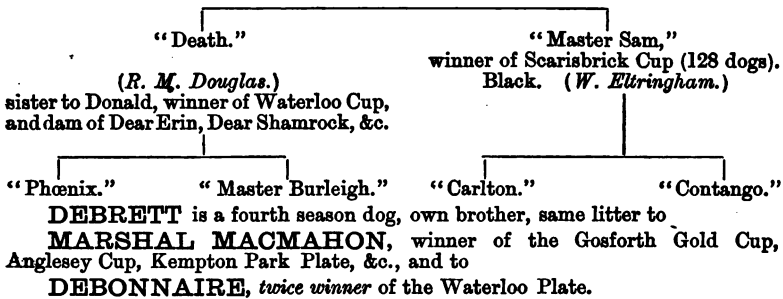 “Death.” “Master Sam,”
winner of Scarisbrick Cup (128 dogs).
(R. M. Douglas.) Black. (W. Eltringham.)
sister to Donald, winner of Waterloo Cup,
and dam of Dear Erin, Dear Shamrock, &c.
“Phœnix.” “Master Burleigh.” “Carlton.” “Contango.”
DEBRETT is a fourth season dog, own brother, same litter to
MARSHAL MACMAHON, winner of the Gosforth Gold Cup,
Anglesey Cup, Kempton Park Plate, &c., and to
DEBONNAIRE, twice winner of the Waterloo Plate.